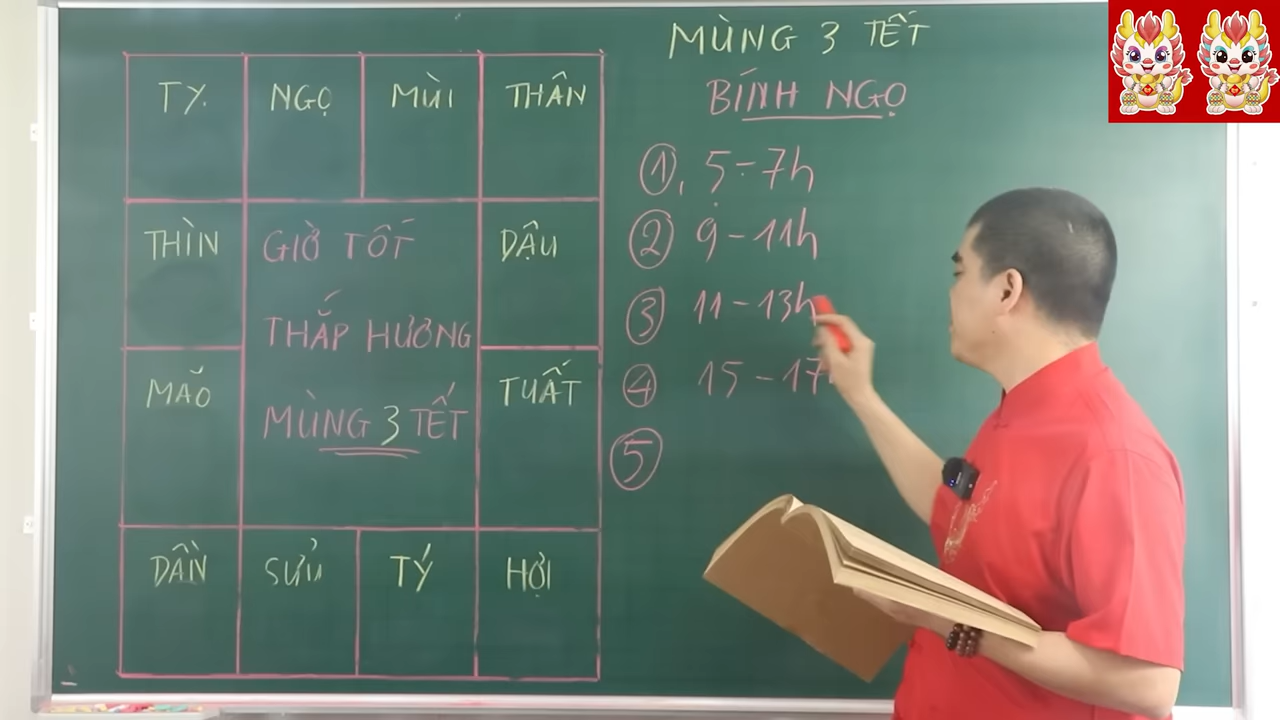 TỴ NGỌ MÙI THÂN
THÌN DẬU
GIỜ TỐT
THẮP HƯƠNG
MÙNG 3 TẾT
MÃO TUẤT
DẦN SỬU TÝ HỢI
MÙNG 3 TẾT
BÍNH NGỌ
1, 5-7h
2 9-11h
3 11-13h
4 15-17h
5